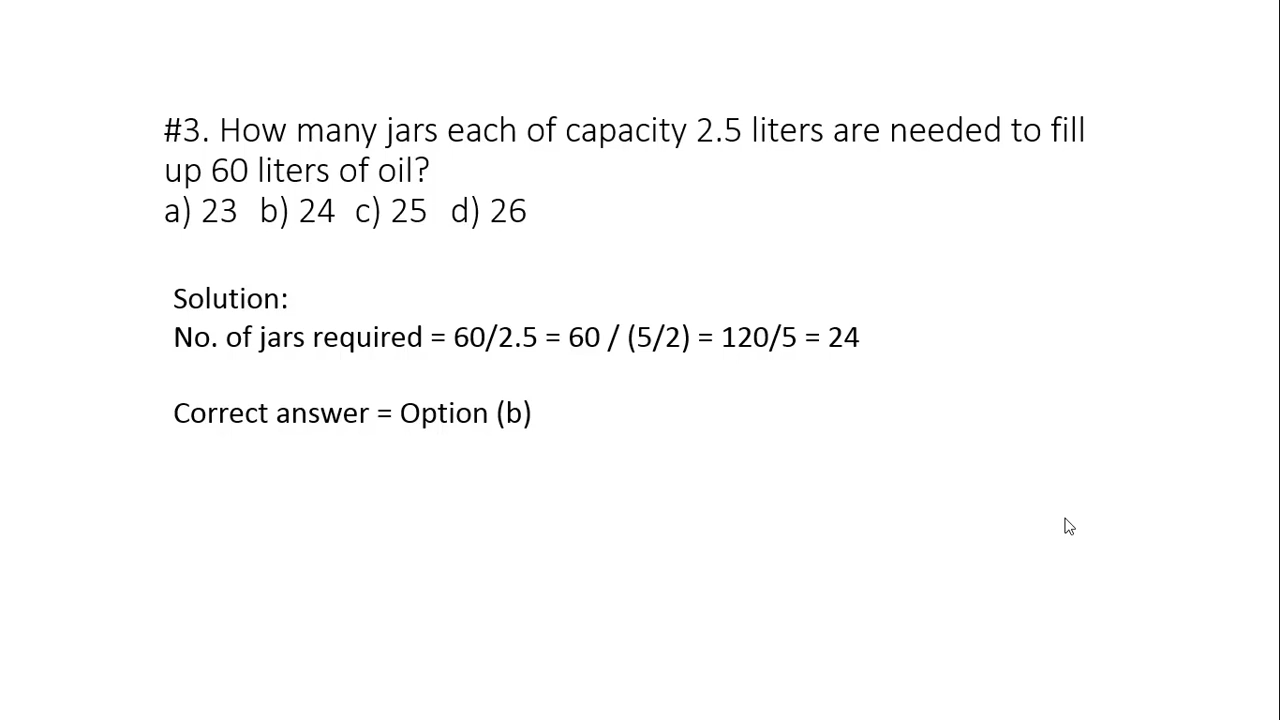 #3. How many jars each of capacity 2.5 liters are needed to fill
up 60 liters of oil?
a) 23 b) 24 c) 25 d) 26
Solution:
No. of jars required = 60/2.5 = 60 / (5/2) = 120/5 = 24
Correct answer = Option (b)